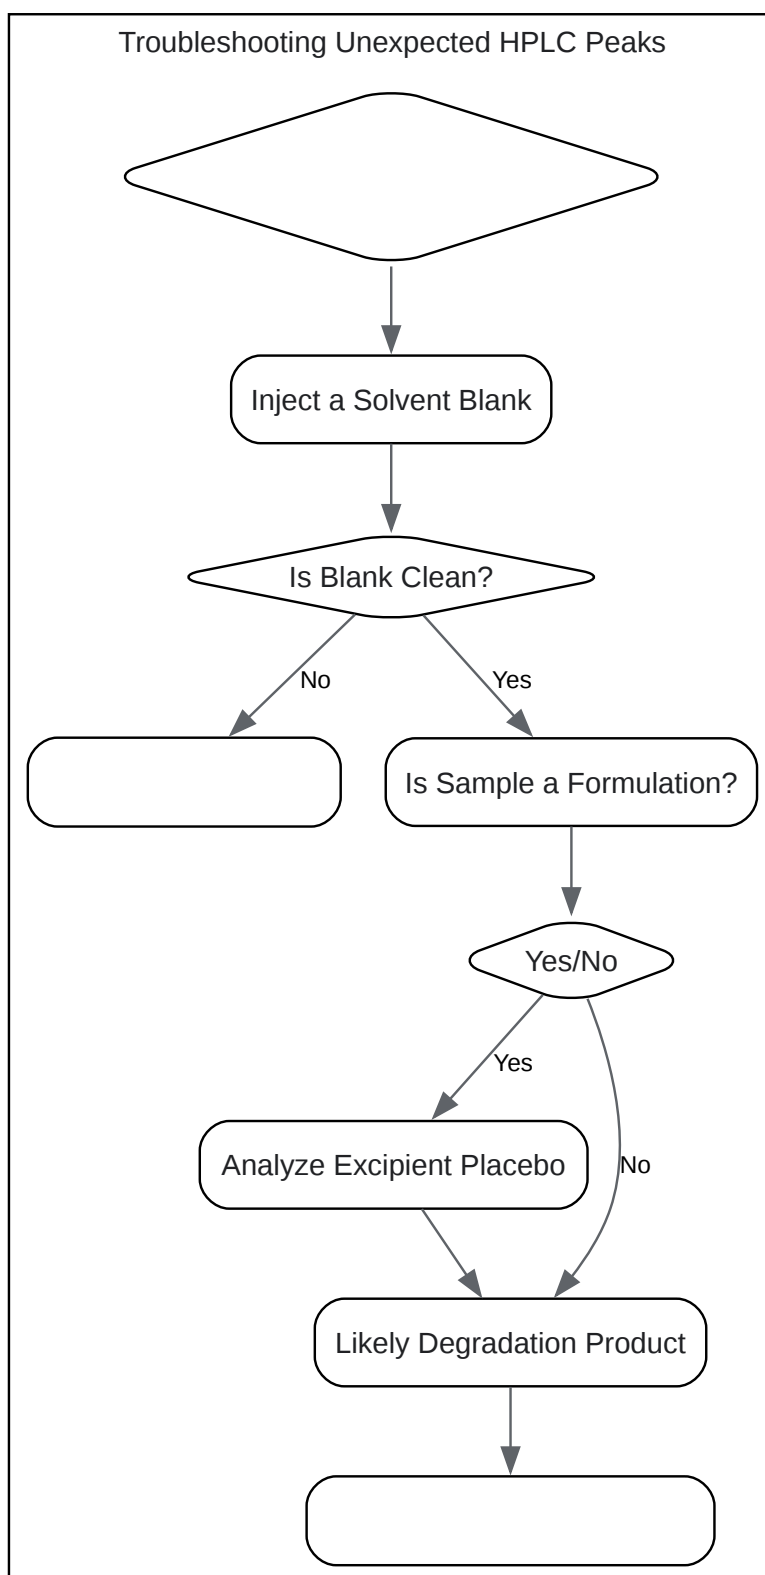 Troubleshooting Unexpected HPLC Peaks
Inject a Solvent Blank
Is Blank Clean?
No
Yes
Is Sample a Formulation?
Yes/No
Yes
Analyze Excipient Placebo
No
Likely Degradation Product